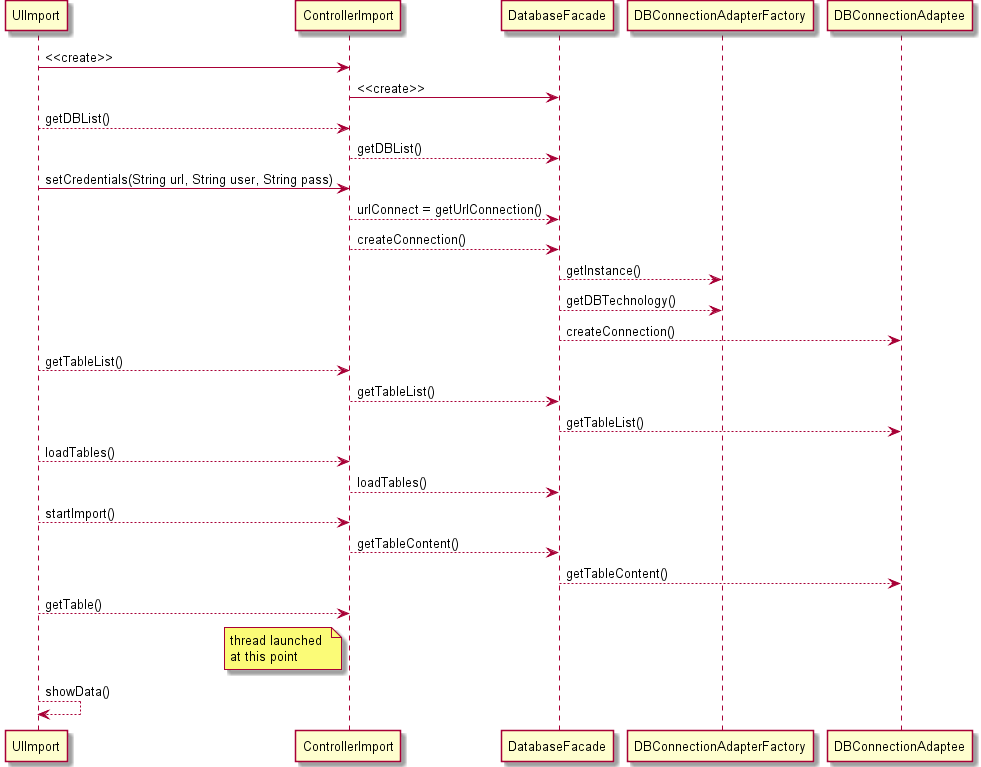 UIImport
ControllerImport
DatabaseFacade
DBConnectionAdapterFactory
DBConnectionAdaptee
<<create>>
<<create>>
getDBList()
getDBList()
setCredentials(String url, String user, String pass)
urlConnect = getUrlConnection()
createConnection()
getInstance()
getDBTechnology()
createConnection()
getTableList()
getTableList()
getTableList()
loadTables()
loadTables()
startImport()
getTableContent()
getTableContent()
getTable()
thread launched
at this point
showData()
UIImport
ControllerImport
DatabaseFacade
DBConnectionAdapterFactory
DBConnectionAdaptee